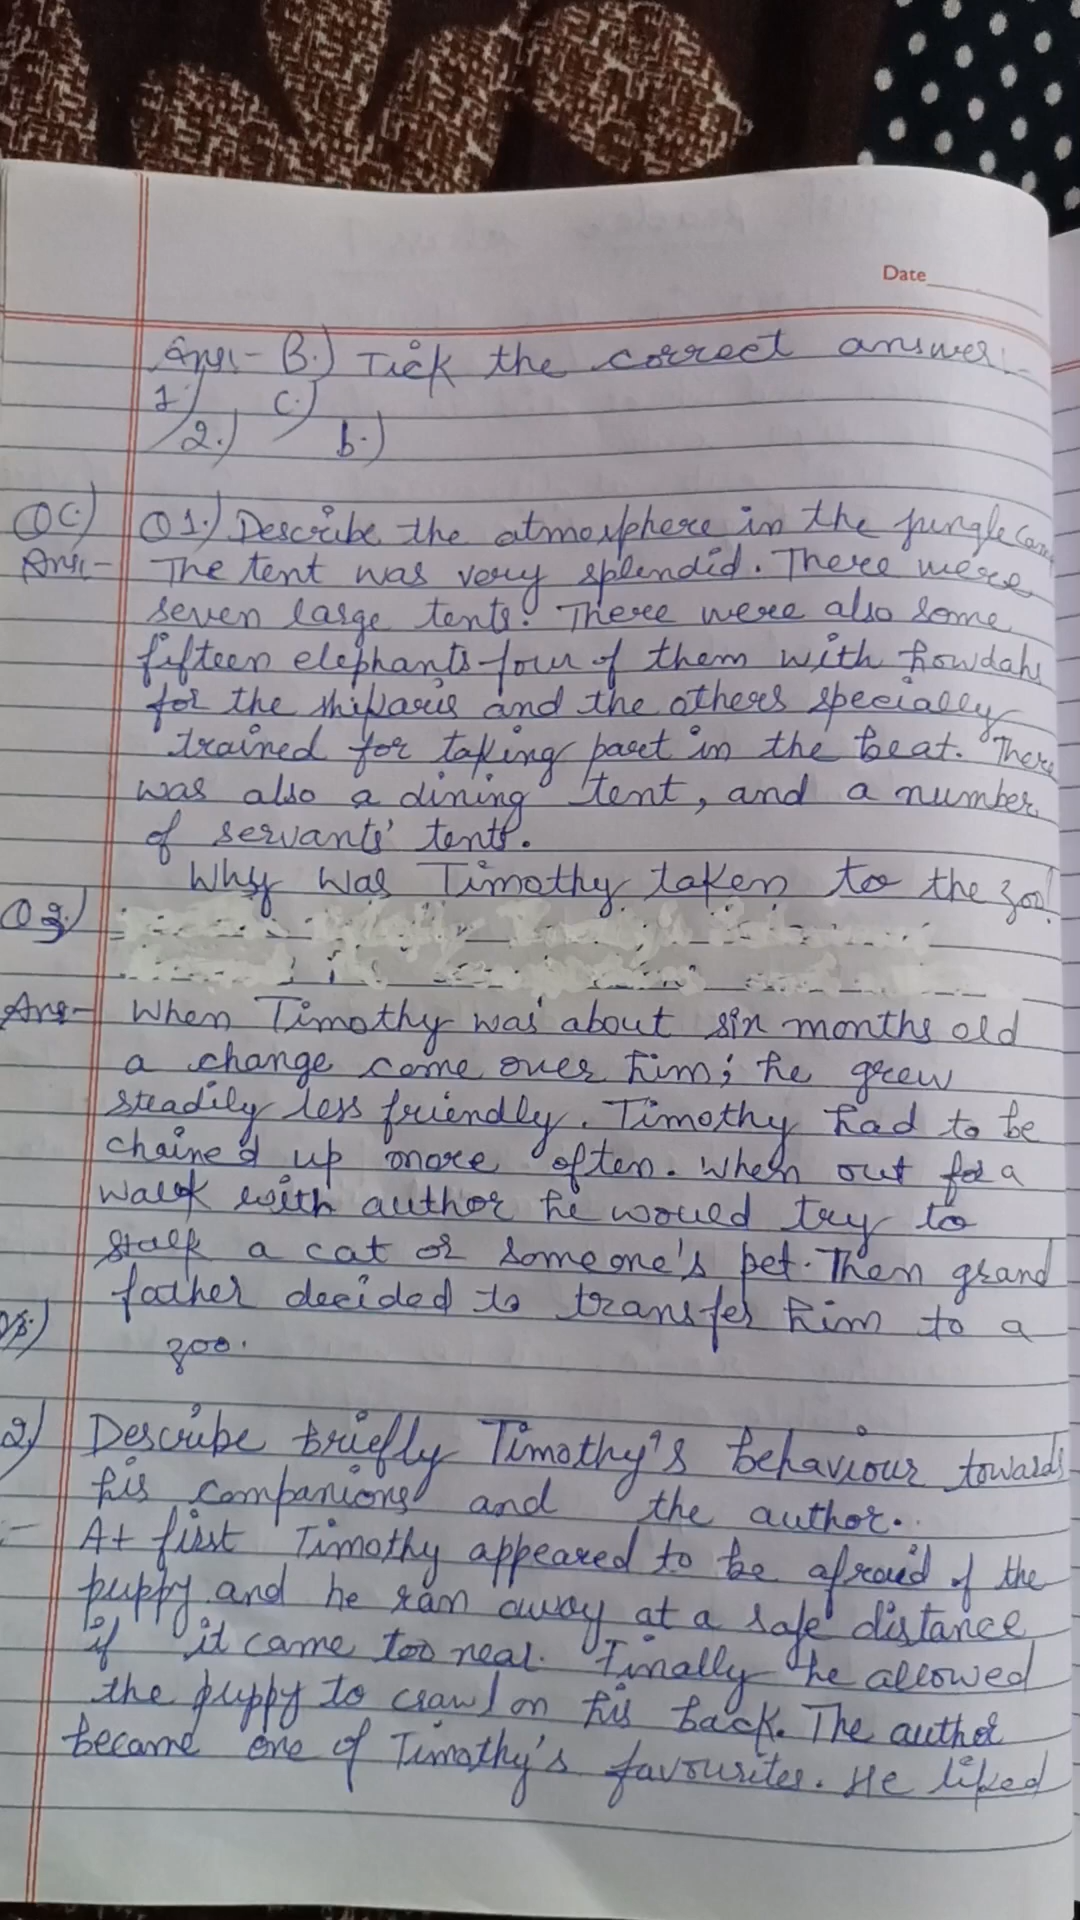 Date
Ans:- B.) Tick the correct answer:-
1.) c.)
2.) b.)
Q C.) Q 1.) Describe the atmosphere in the jungle
Ans:- The tent was very splendid. There were
seven large tents. There were also some
fifteen elephants-four of them with howdahs
for the shikaris and the others specially
trained for taking part in the beat. There
was also a dining tent, and a number
of servants' tents.
Why was Timothy taken to the zoo?
Q 3.)
Ans- When Timothy was about six months old
a change come over him; he grew
steadily less friendly. Timothy had to be
chained up more often. When out for a
walk with author he would try to
stalk a cat or someone's pet. Then grand
father decided to transfer him to a
zoo.
2) Describe briefly Timothy's behaviour towards
his companions and the author.
:- At first Timothy appeared to be afraid of the
puppy and he ran away at a safe distance
if it came too near. Finally he allowed
the puppy to crawl on his back. The author
became one of Timothy's favourites. He liked